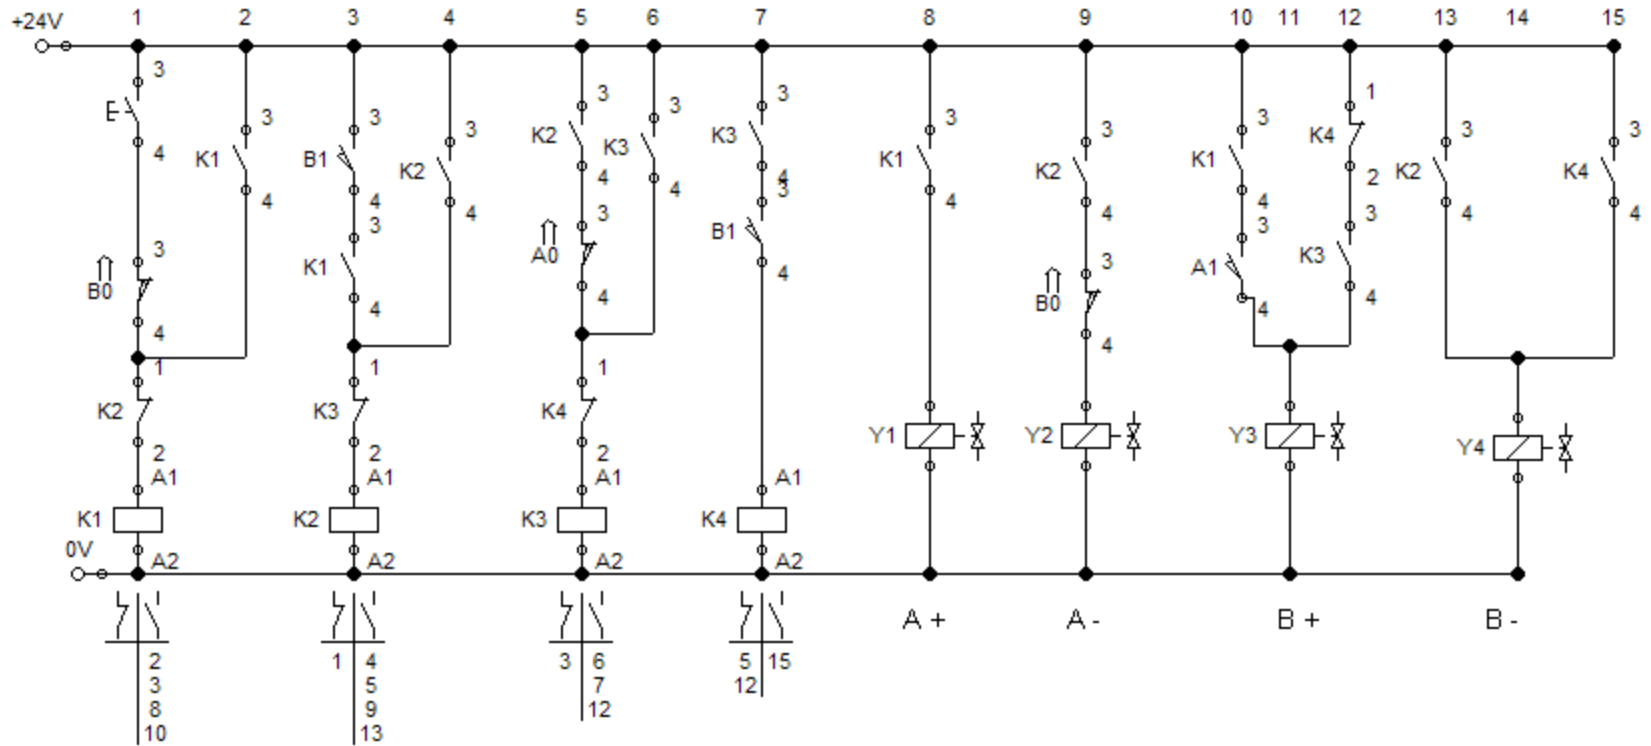 +24V 1 2 3 4 5 6 7 8 9 10 11 12 13 14 15
3 3 3 1
E K2 K3 K4 3 K4
4 3 3 3 K3 3 3 3 3 3 3
K1 B1 K2 4 4 4 K1 K2 K1 2 K2 K4
4 4 4 3 3 4 4 4 3 4 4
3 3 A0 B1 3 3
B0 K1 4 4 B0 A1 K3
4 4 4 4 4
1 1 1
K2 K3 K4 Y1 Y2 Y3 Y4
2 2 2
A1 A1 A1 A1
K1 K2 K3 K4
0V A2 A2 A2 A2
A + A - B + B -
2 1 4 3 6 5 15
3 5 7 12
8 9 12
10 13